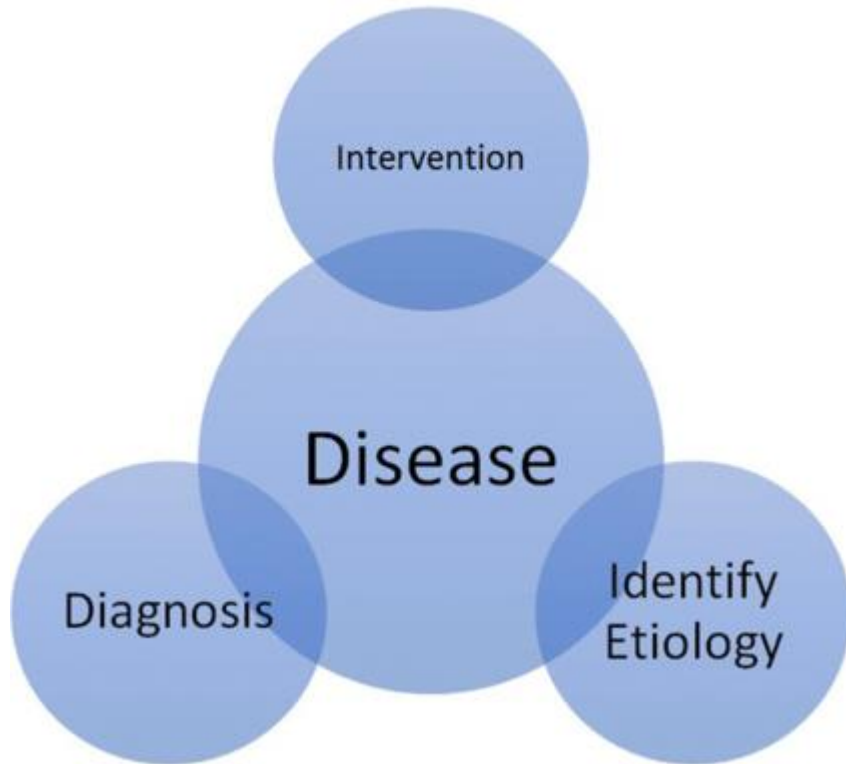 Intervention
Disease
Diagnosis
Identify
Etiology